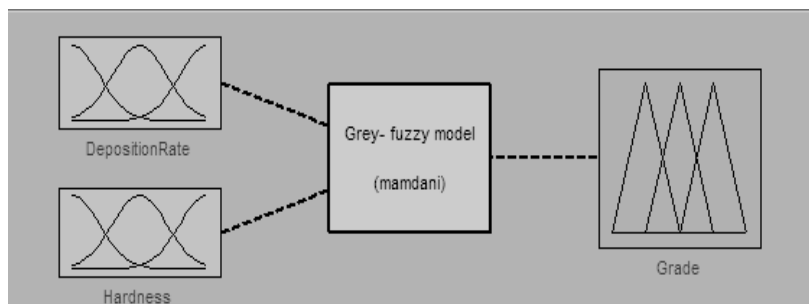 DepositionRate
Grey- fuzzy model
(mamdani)
Hardness
Grade